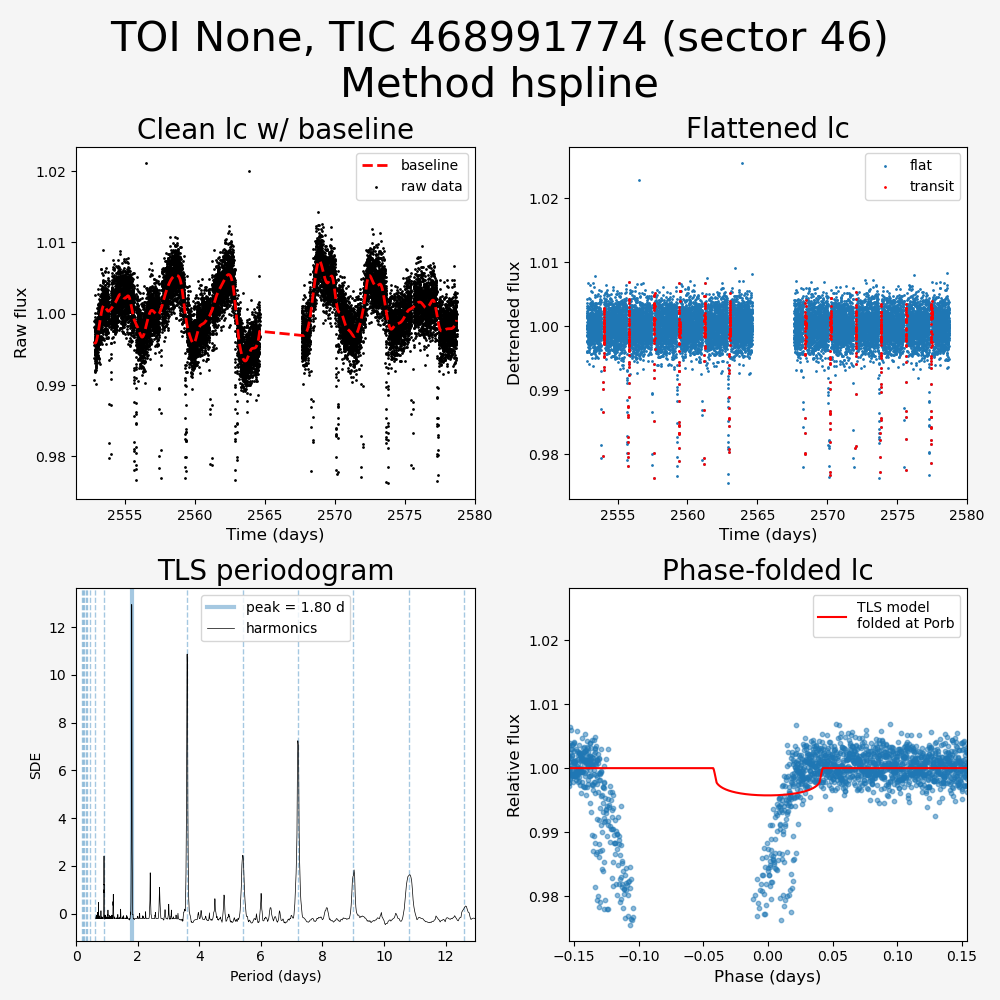 TOI None, TIC 468991774 (sector 46)
Method hspline
Clean lc w/ baseline
Raw flux
1.02
1.01
1.00
0.99
0.98
baseline
raw data
2555
2560
2565
2570
2575
2580
Time (days)
Flattened lc
Detrended flux
1.02
1.01
1.00
0.99
0.98
flat
transit
2555
2560
2565
2570
2575
2580
Time (days)
TLS periodogram
SDE
12
10
8
6
4
2
0
peak = 1.80 d
harmonics
0
2
4
6
8
10
12
Period (days)
Phase-folded lc
Relative flux
1.02
1.01
1.00
0.99
0.98
TLS model
folded at Porb
−0.15
−0.10
−0.05
0.00
0.05
0.10
0.15
Phase (days)